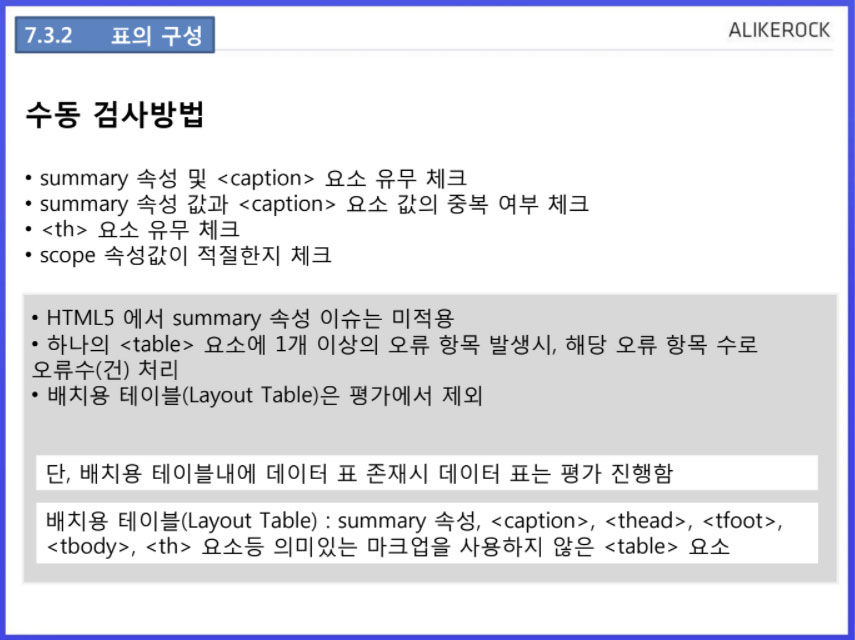 7.3.2 표의 구성
ALIKEROCK
수동 검사방법
• summary 속성 및 <caption> 요소 유무 체크
• summary 속성 값과 <caption> 요소 값의 중복 여부 체크
• <th> 요소 유무 체크
• scope 속성값이 적절한지 체크
• HTML5 에서 summary 속성 이슈는 미적용
• 하나의 <table> 요소에 1개 이상의 오류 항목 발생시, 해당 오류 항목 수로
오류수(건) 처리
• 배치용 테이블(Layout Table)은 평가에서 제외
단, 배치용 테이블내에 데이터 표 존재시 데이터 표는 평가 진행함
배치용 테이블(Layout Table) : summary 속성, <caption>, <thead>, <tfoot>,
<tbody>, <th> 요소등 의미있는 마크업을 사용하지 않은 <table> 요소